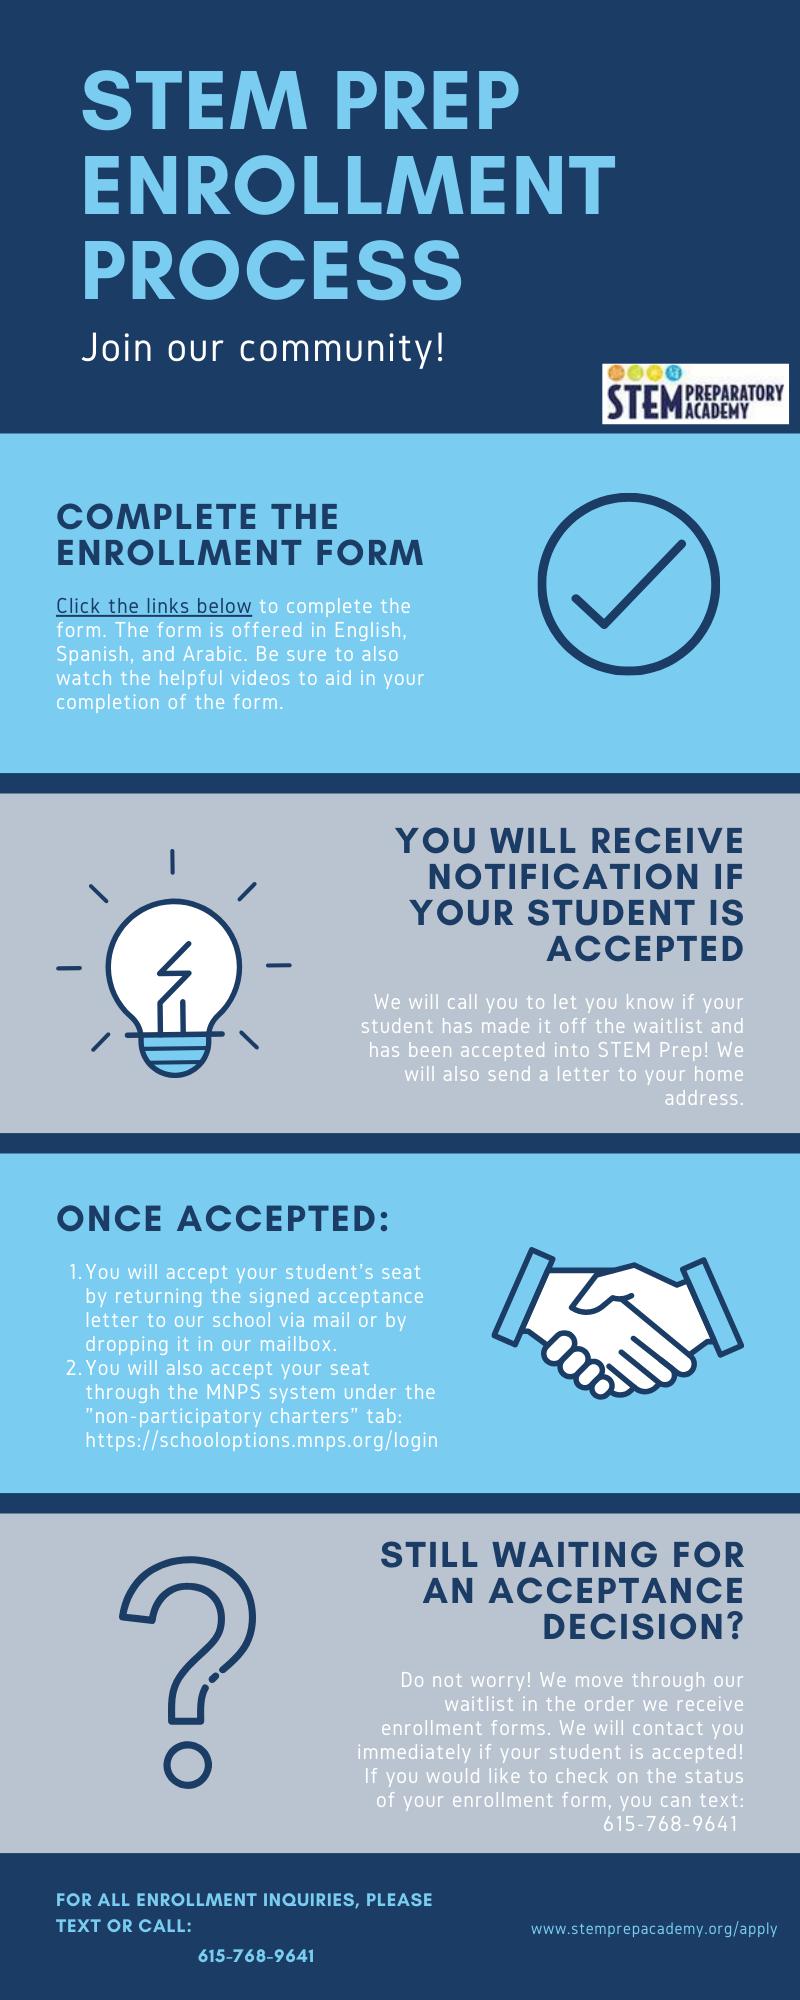 STEM PREP
ENROLLMENT
PROCESS
Join our community!
STEM PREPARATORY
ACADEMY
COMPLETE THE
ENROLLMENT FORM
Click the links below to complete the
form. The form is offered in English,
Spanish, and Arabic. Be sure to also
watch the helpful videos to aid in your
completion of the form.
YOU WILL RECEIVE
NOTIFICATION IF
YOUR STUDENT IS
ACCEPTED
We will call you to let you know if your
student has made it off the waitlist and
has been accepted into STEM Prep! We
will also send a letter to your home
address.
ONCE ACCEPTED:
1. You will accept your student's seat
by returning the signed acceptance
letter to our school via mail or by
dropping it in our mailbox.
2. You will also accept your seat
through the MNPS system under the
"non-participatory charters" tab:
https://schooloptions.mnps.org/login
STILL WAITING FOR
AN ACCEPTANCE
DECISION?
Do not worry! We move through our
waitlist in the order we receive
enrollment forms. We will contact you
immediately if your student is accepted!
If you would like to check on the status
of your enrollment form, you can text:
615-768-9641
FOR ALL ENROLLMENT INQUIRIES, PLEASE
TEXT OR CALL:
615-768-9641
www.stemprepacademy.org/apply